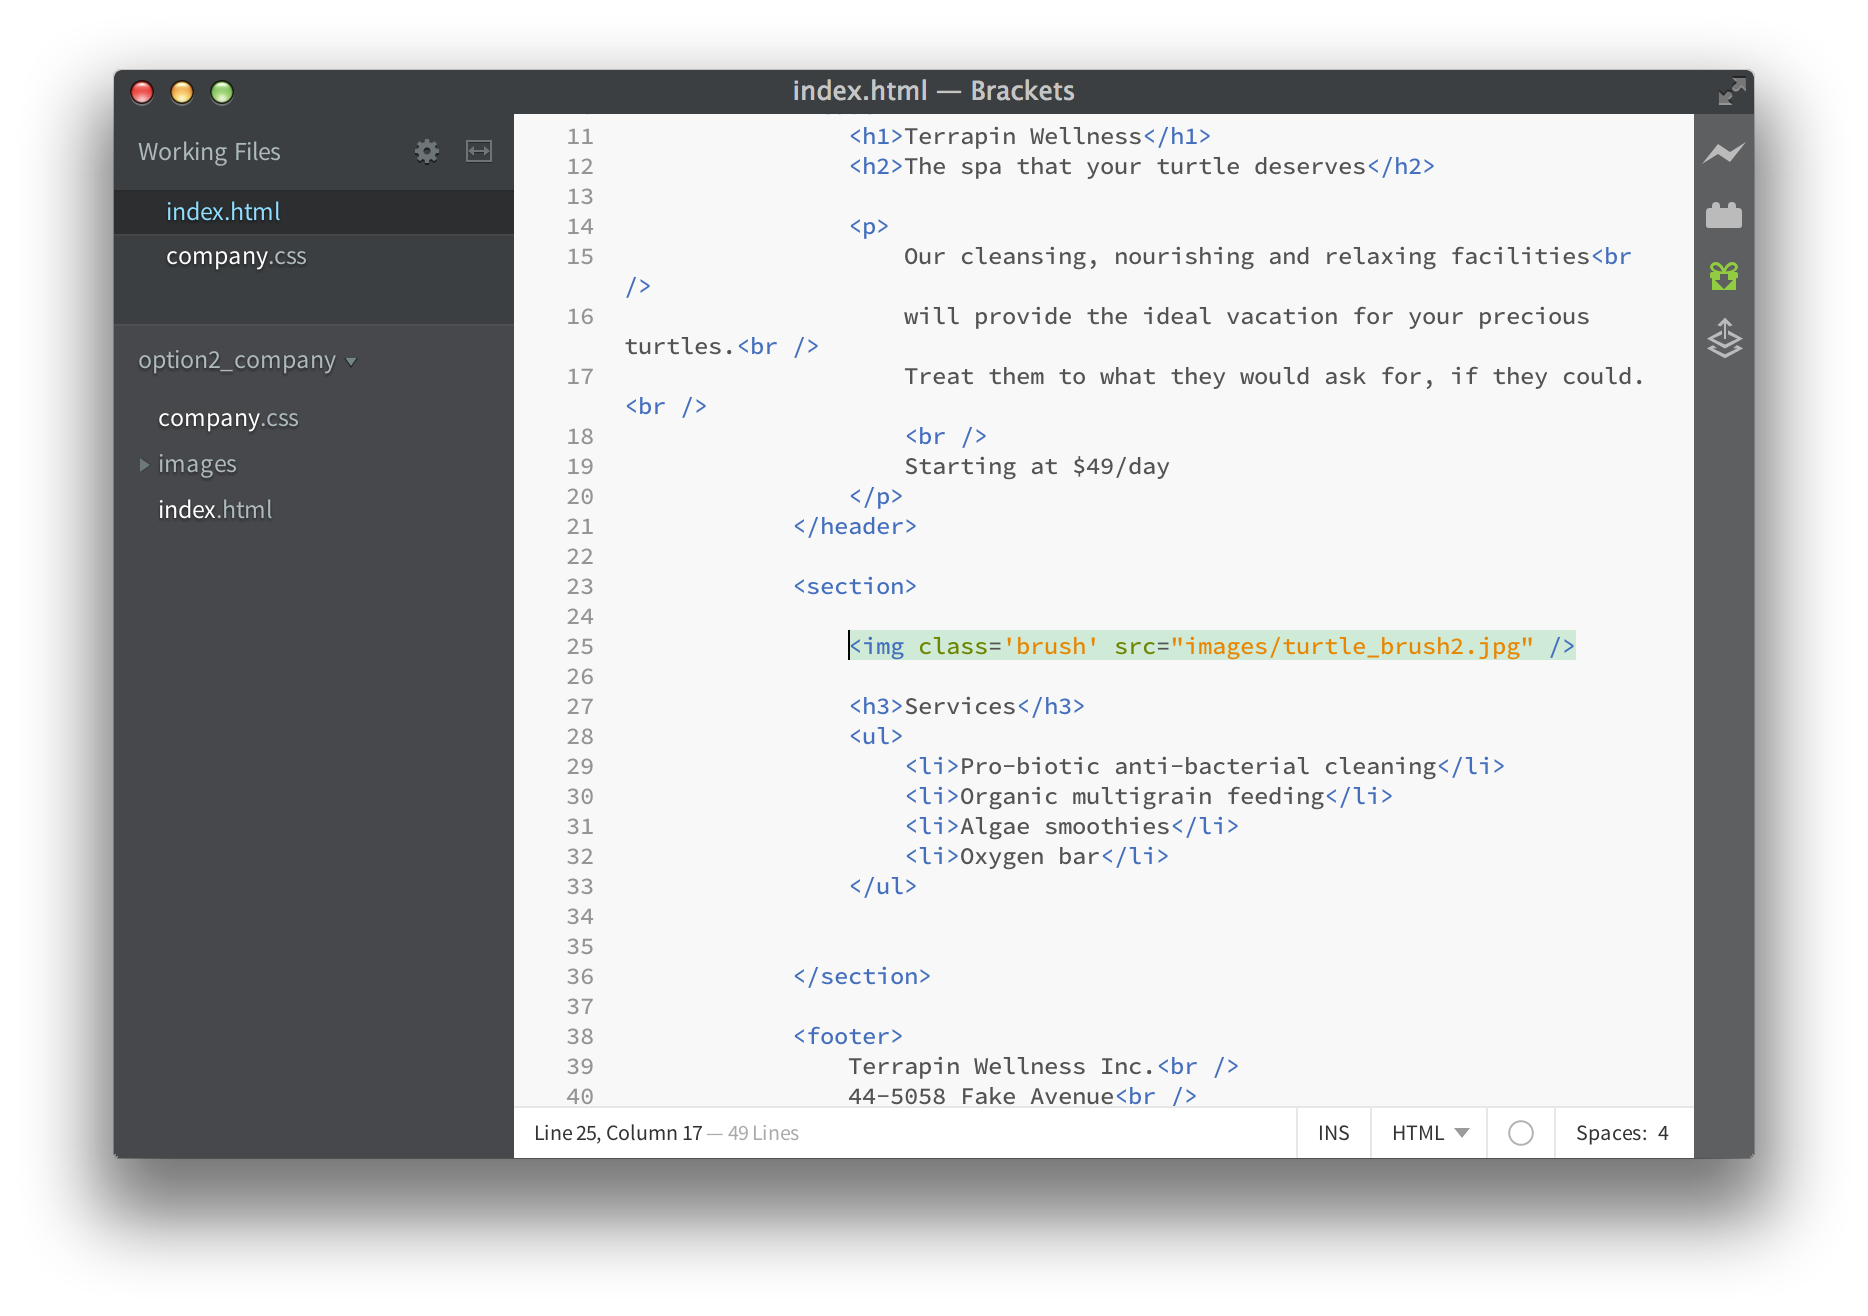 index.html — Brackets
Working Files
index.html
company.css
option2_company
company.css
images
index.html
11 <h1>Terrapin Wellness</h1>
12 <h2>The spa that your turtle deserves</h2>
13
14 <p>
15 Our cleansing, nourishing and relaxing facilities<br
/>
16 will provide the ideal vacation for your precious
turtles.<br />
17 Treat them to what they would ask for, if they could.
<br />
18 <br />
19 Starting at $49/day
20 </p>
21 </header>
22
23 <section>
24
25 <img class='brush' src="images/turtle_brush2.jpg" />
26
27 <h3>Services</h3>
28 <ul>
29 <li>Pro-biotic anti-bacterial cleaning</li>
30 <li>Organic multigrain feeding</li>
31 <li>Algae smoothies</li>
32 <li>Oxygen bar</li>
33 </ul>
34
35
36 </section>
37
38 <footer>
39 Terrapin Wellness Inc.<br />
40 44-5058 Fake Avenue<br />
Line 25, Column 17 — 49 Lines
INS HTML Spaces: 4